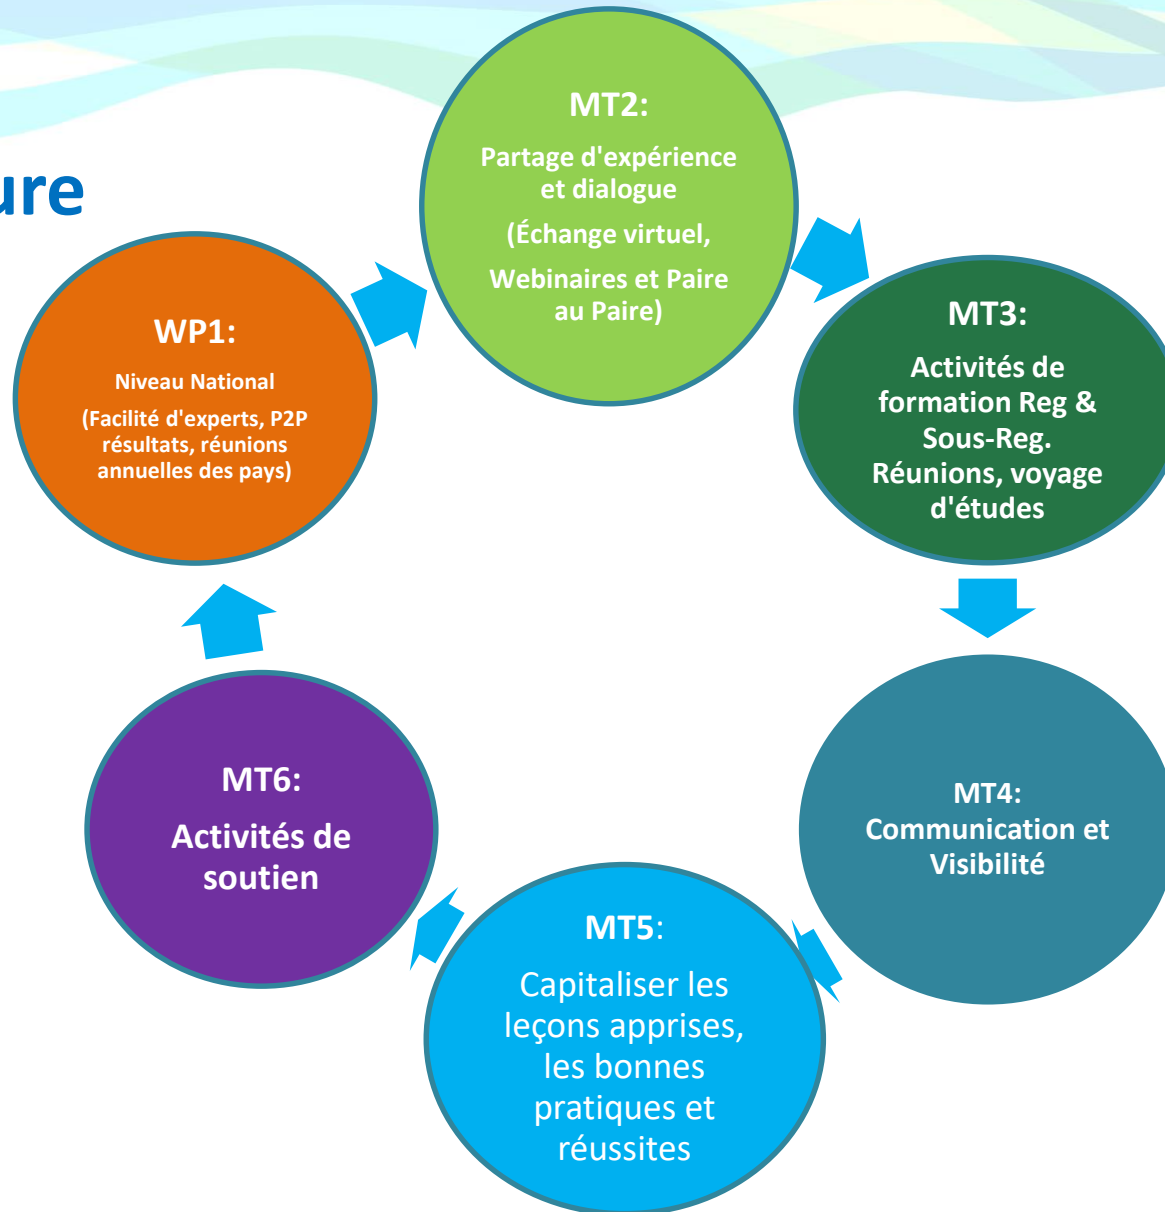 ure
MT2:
Partage d'expérience
et dialogue
(Échange virtuel,
Webinaires et Paire
au Paire)
WP1:
Niveau National
(Facilité d'experts, P2P
résultats, réunions
annuelles des pays)
MT3:
Activités de
formation Reg &
Sous-Reg.
Réunions, voyage
d'études
MT4:
Communication et
Visibilité
MT5:
Capitaliser les
leçons apprises,
les bonnes
pratiques et
réussites
MT6:
Activités de
soutien